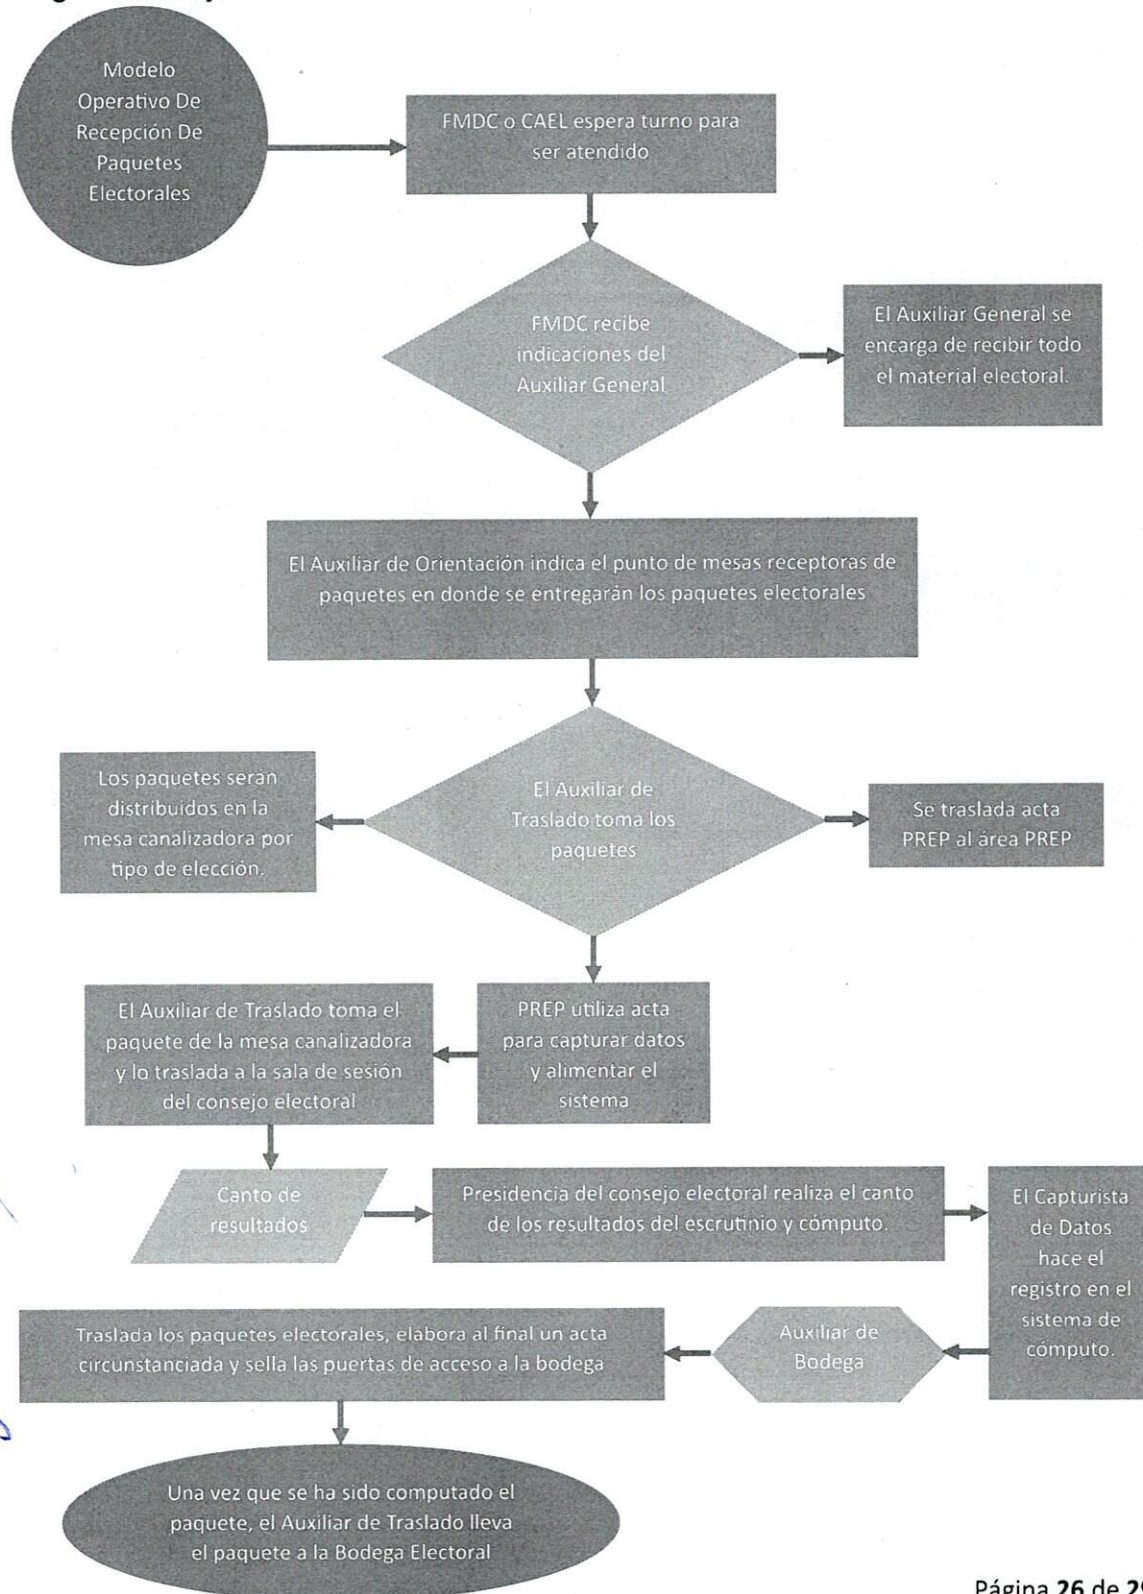 Modelo
Operativo De
Recepción De
Paquetes
Electorales
FMDC o CAEL espera turno para
ser atendido
FMDC recibe
indicaciones del
Auxiliar General
El Auxiliar General se
encarga de recibir todo
el material electoral.
El Auxiliar de Orientación indica el punto de mesas receptoras de
paquetes en donde se entregarán los paquetes electorales
Los paquetes serán
distribuidos en la
mesa canalizadora por
tipo de elección.
El Auxiliar de
Traslado toma los
paquetes
Se traslada acta
PREP al área PREP
El Auxiliar de Traslado toma el
paquete de la mesa canalizadora
y lo traslada a la sala de sesión
del consejo electoral
PREP utiliza acta
para capturar datos
y alimentar el
sistema
Canto de
resultados
Presidencia del consejo electoral realiza el canto
de los resultados del escrutinio y cómputo.
El Capturista
de Datos
hace el
registro en el
sistema de
cómputo.
Traslada los paquetes electorales, elabora al final un acta
circunstanciada y sella las puertas de acceso a la bodega
Auxiliar de
Bodega
Una vez que se ha sido computado el
paquete, el Auxiliar de Traslado lleva
el paquete a la Bodega Electoral
Página 26 de